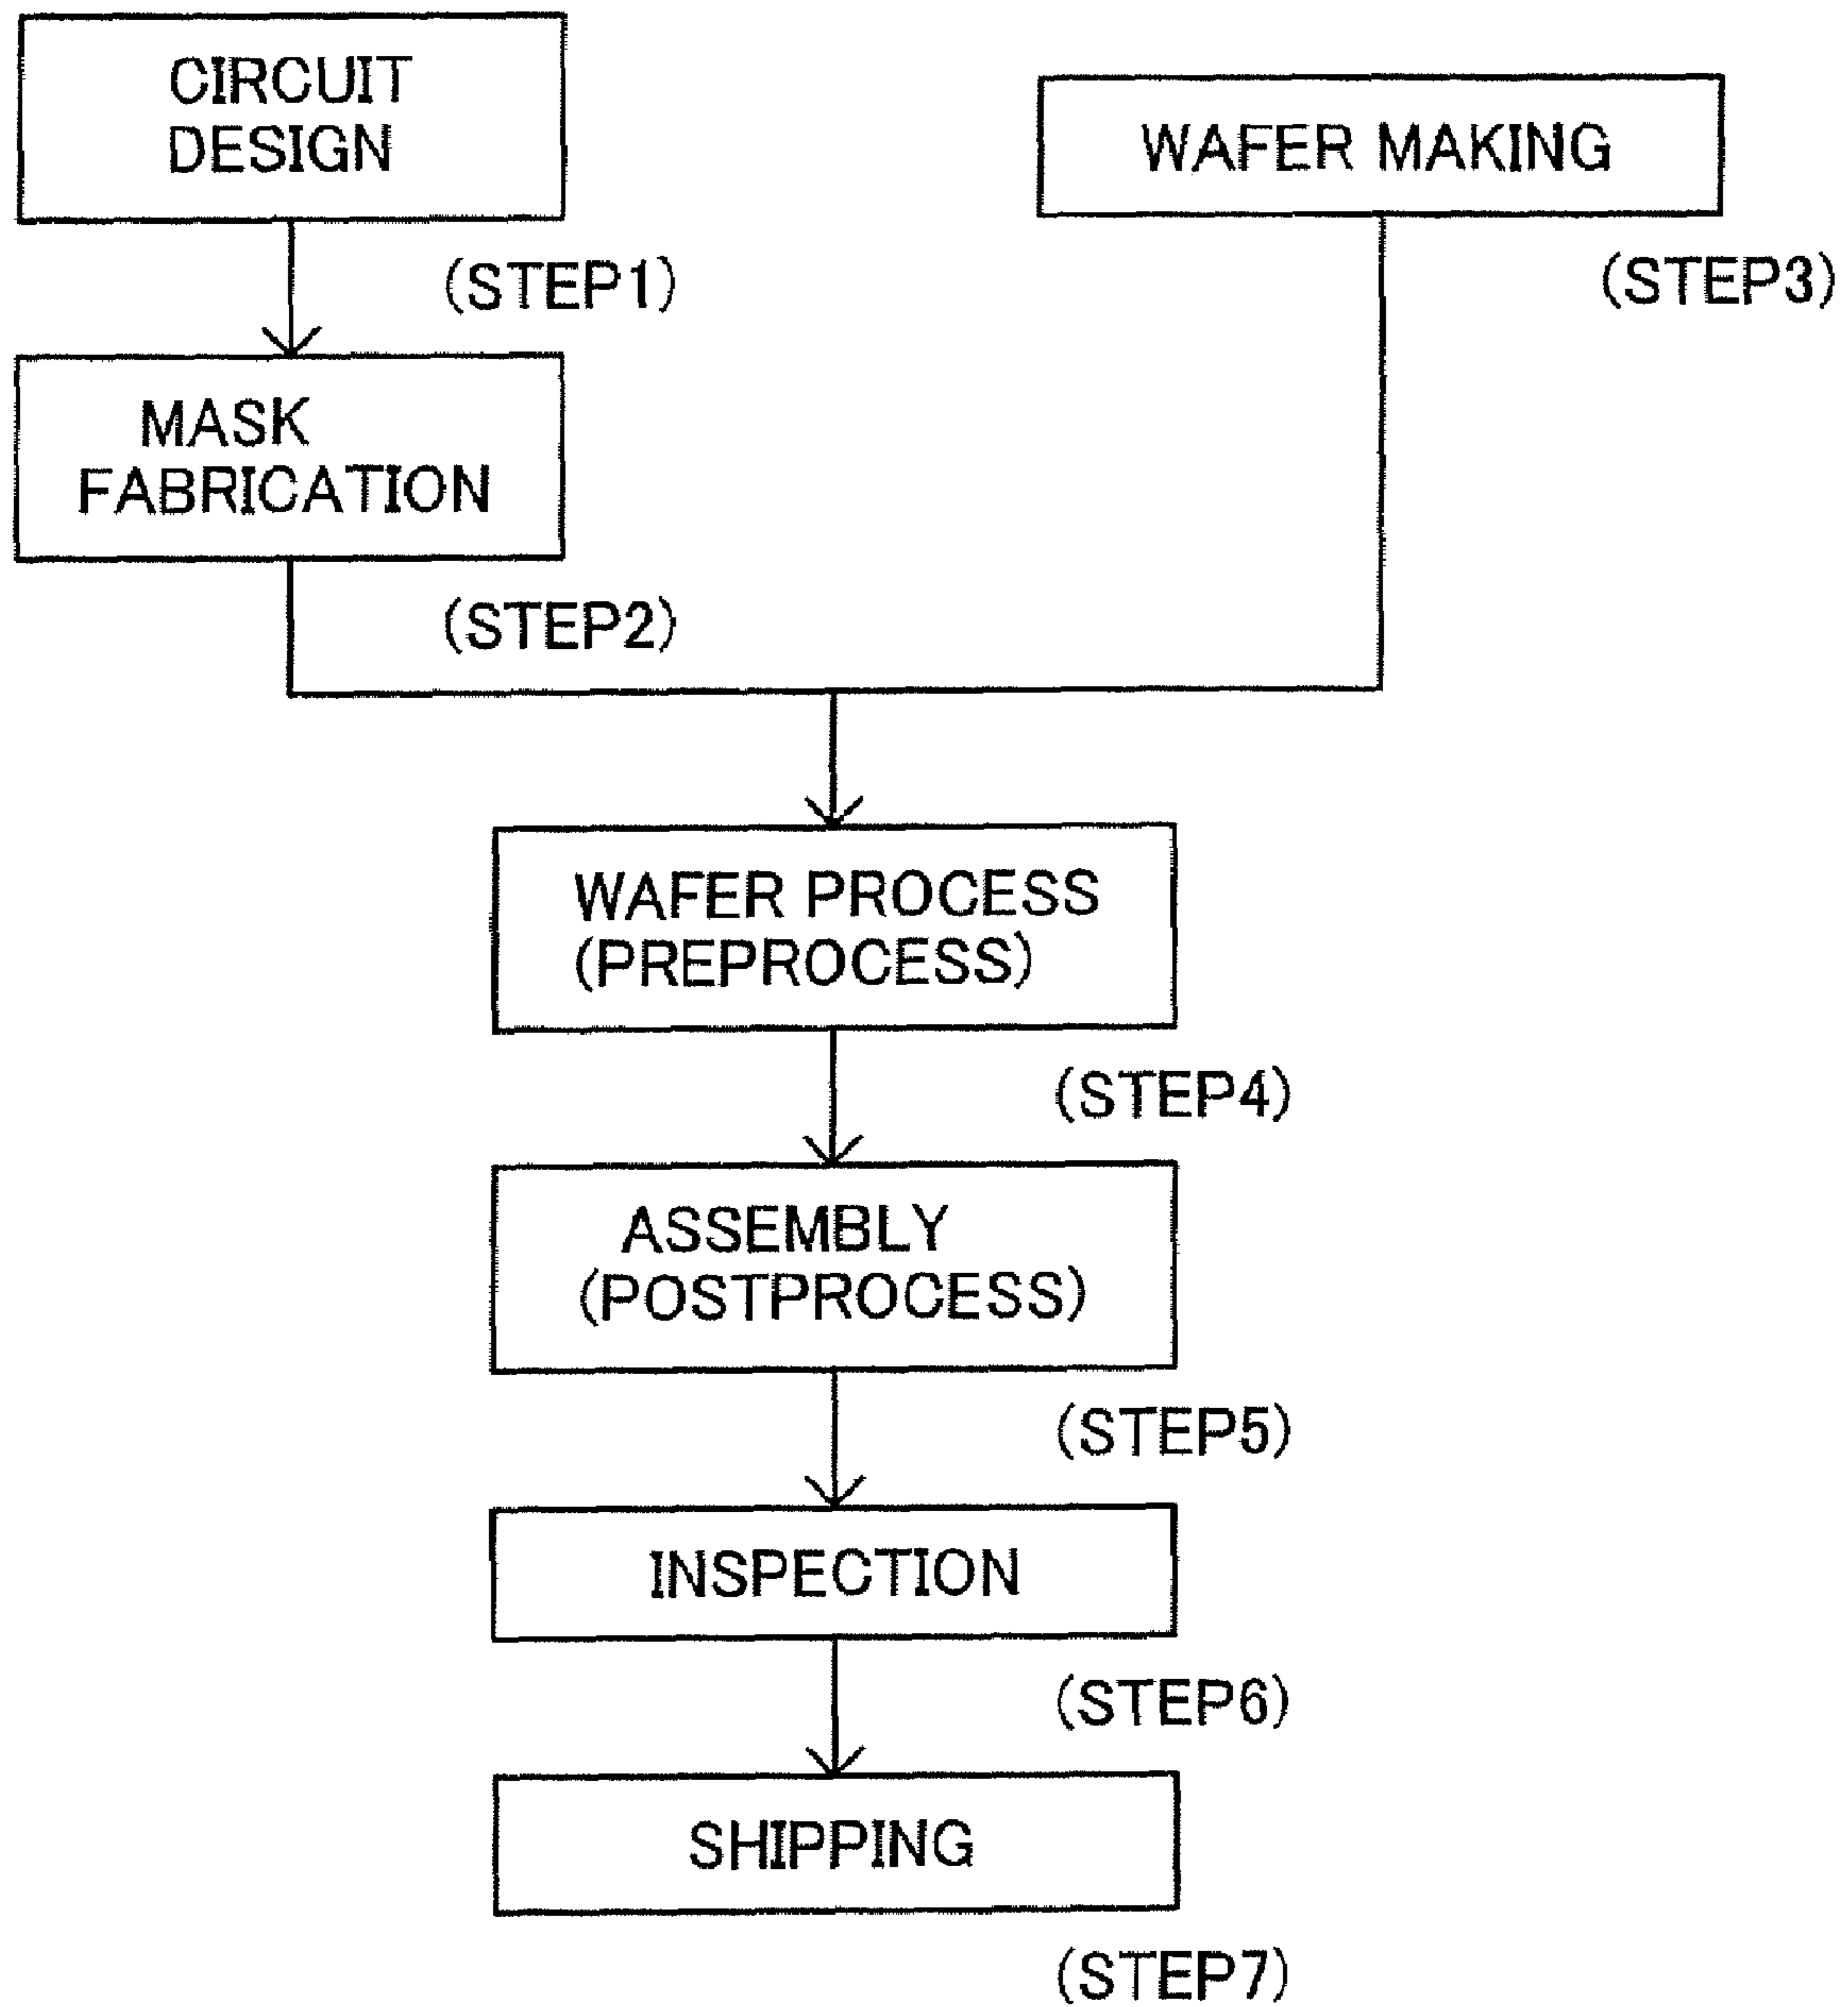 CIRCUIT
DESIGN
(STEP1)
MASK
FABRICATION
(STEP2)
WAFER MAKING
(STEP3)
WAFER PROCESS
(PREPROCESS)
(STEP4)
ASSEMBLY
(POSTPROCESS)
(STEP5)
INSPECTION
(STEP6)
SHIPPING
(STEP7)